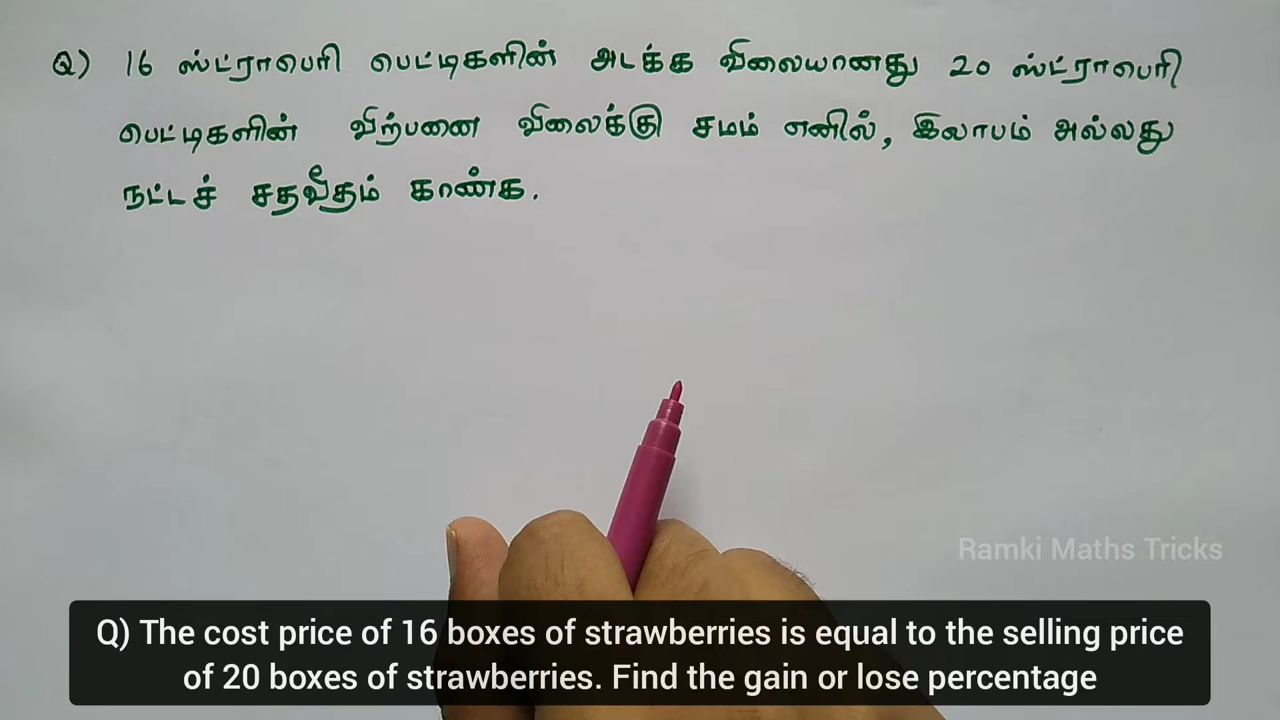 Q) 16 ஸ்ட்ராபெரி பெட்டிகளின் அடக்க விலையானது 20 ஸ்ட்ராபெரி
பெட்டிகளின் விற்பனை விலைக்கு சமம் எனில், இலாபம் அல்லது
நட்டச் சதவீதம் காண்க.
Ramki Maths Tricks
Q) The cost price of 16 boxes of strawberries is equal to the selling price
of 20 boxes of strawberries. Find the gain or lose percentage